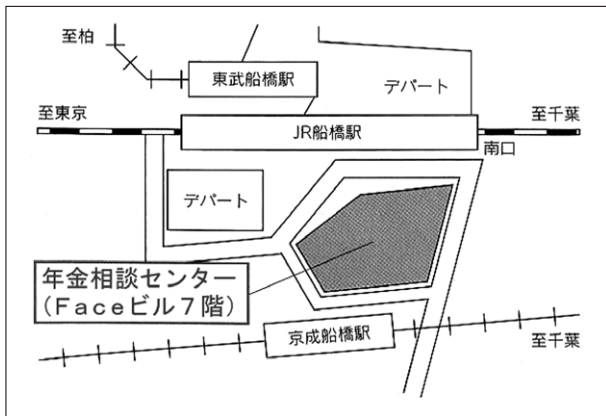 至柏
東武船橋駅
デパート
至東京
JR船橋駅
至千葉
南口
デパート
年金相談センター
(Faceビル7階)
京成船橋駅
至千葉